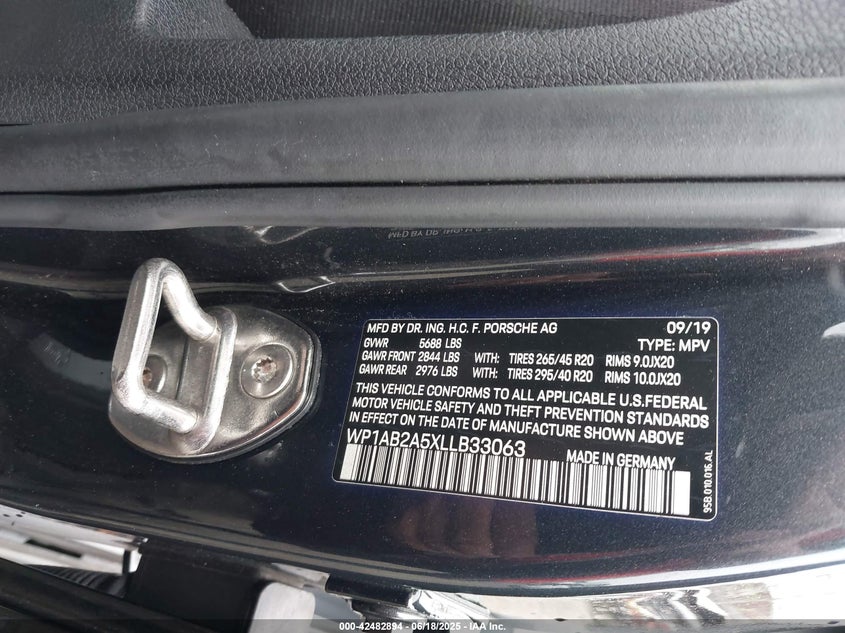 MFD BY DR. ING. H.C. F. PORSCHE AG 09/19
GVWR 5688 LBS TYPE: MPV
GAWR FRONT 2844 LBS WITH: TIRES 265/45 R20 RIMS 9.0JX20
GAWR REAR 2976 LBS WITH: TIRES 295/40 R20 RIMS 10.0JX20
THIS VEHICLE CONFORMS TO ALL APPLICABLE U.S.FEDERAL
MOTOR VEHICLE SAFETY AND THEFT PREVENTION STANDARDS
IN EFFECT ON THE DATE OF MANUFACTURE SHOWN ABOVE
WP1AB2A5XLLB33063 MADE IN GERMANY
95B.010.016.AL
000-42482894 - 06/18/2025 - IAA Inc.